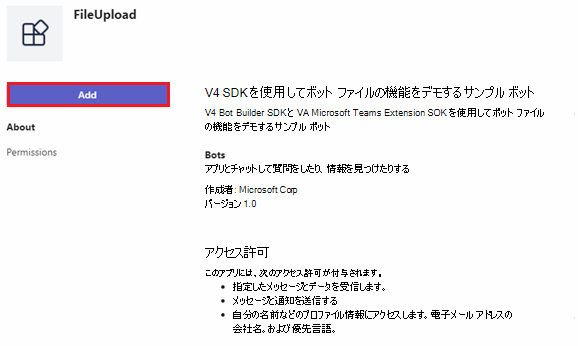 FileUpload
Add
About
Permissions
V4 SDKを使用してボット ファイルの機能をデモするサンプル ボット
V4 Bot Builder SDKと VA Microsoft Teams Extension SOKを使用してボット ファイル
の機能をデモするサンプル ボット
Bots
アプリとチャットして質問をしたり、情報を見つけたりする
作成者: Microsoft Corp
バージョン 1.0
アクセス許可
このアプリには、次のアクセス許可が付与されます。
• 指定したメッセージとデータを受信します。
• メッセージと通知を送信する
• 自分の名前などのプロファイル情報にアクセスします。電子メール アドレスの
会社名。および優先言語。